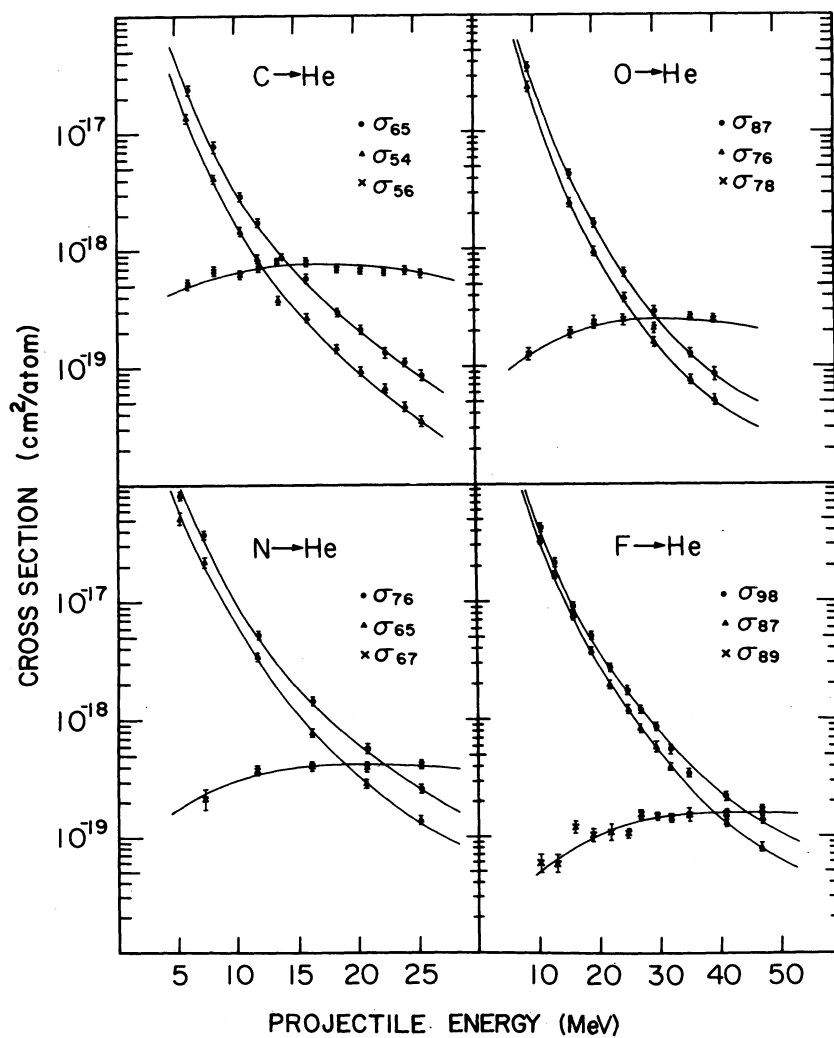 CROSS SECTION (cm²/atom)
C→He
• σ₆₅
▲ σ₅₄
× σ₅₆
10⁻¹⁷
10⁻¹⁸
10⁻¹⁹
O→He
• σ₈₇
▲ σ₇₆
× σ₇₈
N→He
• σ₇₆
▲ σ₆₅
× σ₆₇
10⁻¹⁷
10⁻¹⁸
10⁻¹⁹
F→He
• σ₉₈
▲ σ₈₇
× σ₈₉
5 10 15 20 25
10 20 30 40 50
PROJECTILE ENERGY (MeV)